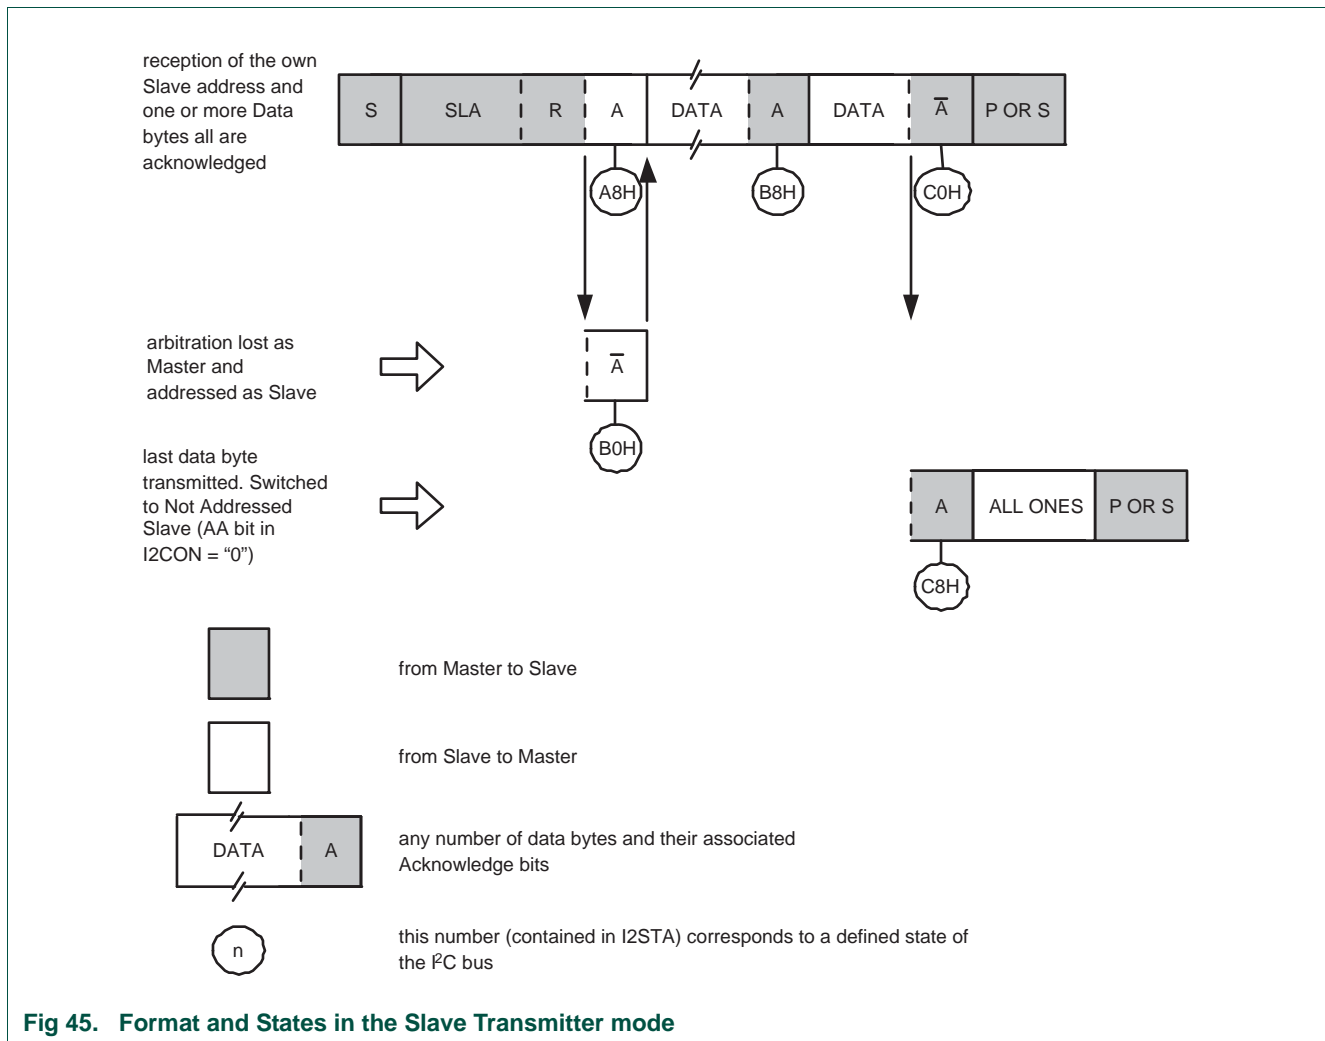 reception of the own
Slave address and
one or more Data
bytes all are
acknowledged
S SLA R A DATA A DATA A̅ P OR S
A8H B8H C0H
arbitration lost as
Master and
addressed as Slave
A̅
B0H
last data byte
transmitted. Switched
to Not Addressed
Slave (AA bit in
I2CON = “0”)
A ALL ONES P OR S
C8H
from Master to Slave
from Slave to Master
DATA A
any number of data bytes and their associated
Acknowledge bits
n
this number (contained in I2STA) corresponds to a defined state of
the I²C bus
Fig 45. Format and States in the Slave Transmitter mode